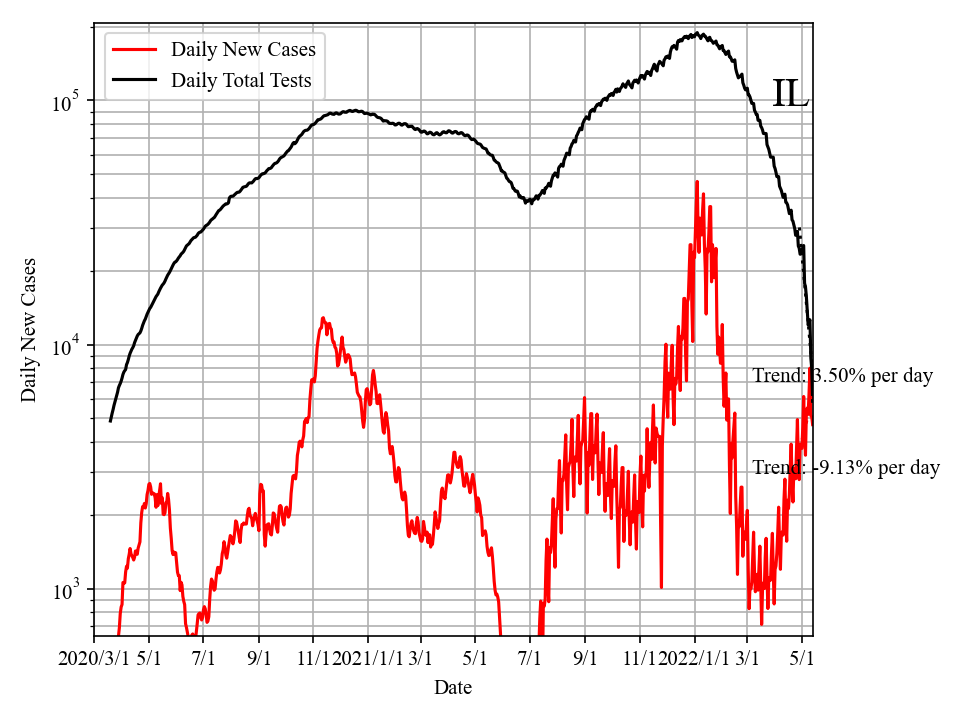 Daily New Cases
Daily Total Tests
IL
10^5
10^4
10^3
Daily New Cases
Trend: 3.50% per day
Trend: -9.13% per day
2020/3/1 5/1 7/1 9/1 11/1 2021/1/1 3/1 5/1 7/1 9/1 11/1 2022/1/1 3/1 5/1
Date